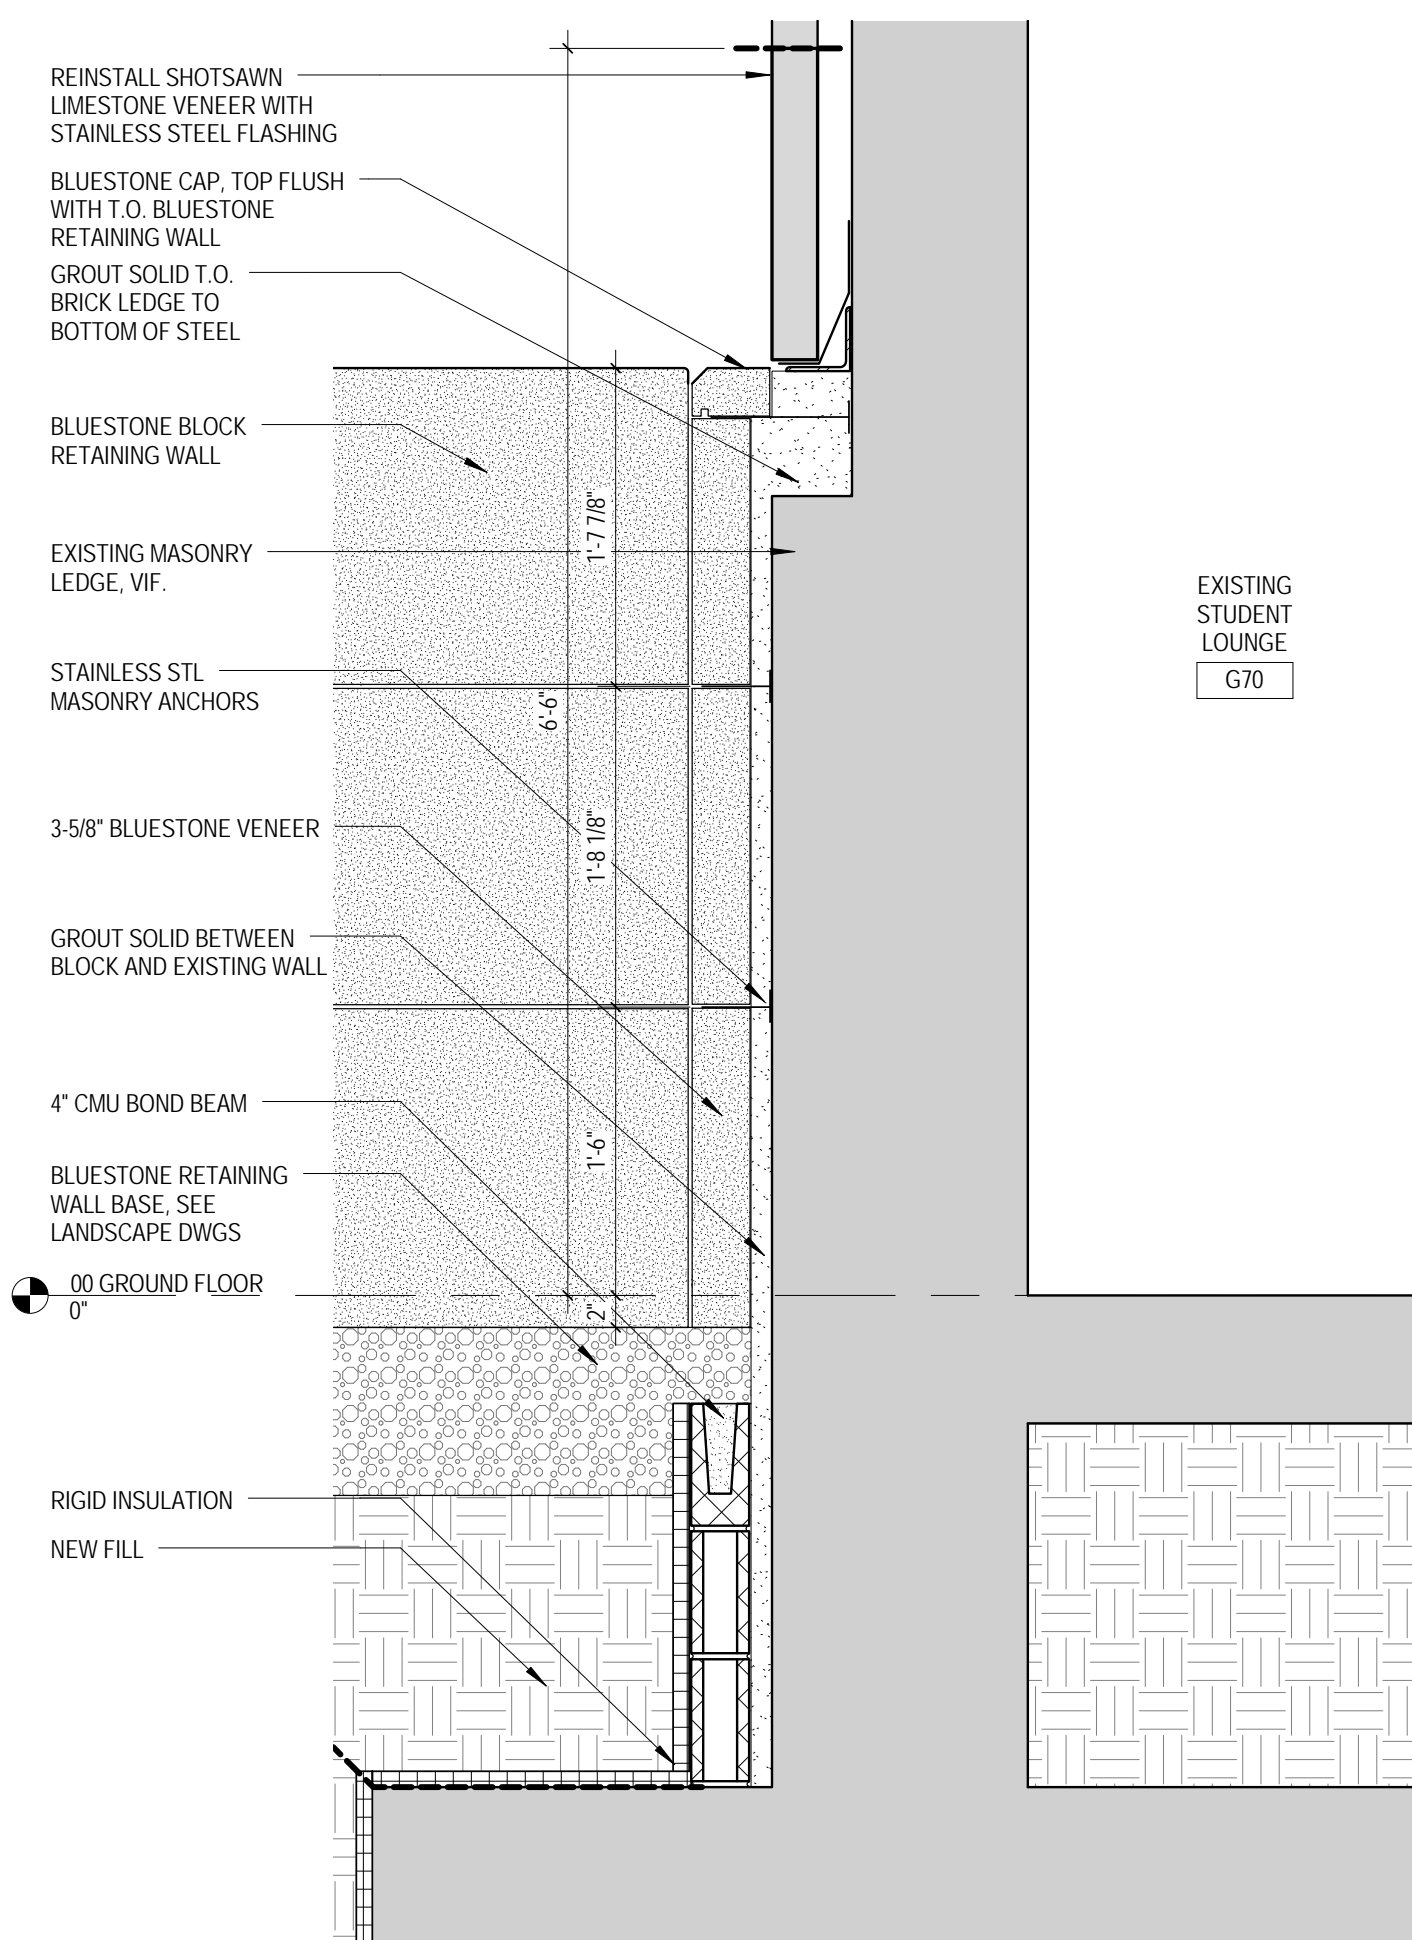 REINSTALL SHOTSAWN
LIMESTONE VENEER WITH
STAINLESS STEEL FLASHING
BLUESTONE CAP, TOP FLUSH
WITH T.O. BLUESTONE
RETAINING WALL
GROUT SOLID T.O.
BRICK LEDGE TO
BOTTOM OF STEEL
BLUESTONE BLOCK
RETAINING WALL
1'-7 7/8"
EXISTING MASONRY
LEDGE, VIF.
EXISTING
STUDENT
LOUNGE
G70
STAINLESS STL
MASONRY ANCHORS
6'-6"
3-5/8" BLUESTONE VENEER
1'-8 1/8"
GROUT SOLID BETWEEN
BLOCK AND EXISTING WALL
4" CMU BOND BEAM
1'-6"
BLUESTONE RETAINING
WALL BASE, SEE
LANDSCAPE DWGS
00 GROUND FLOOR
0"
2"
RIGID INSULATION
NEW FILL